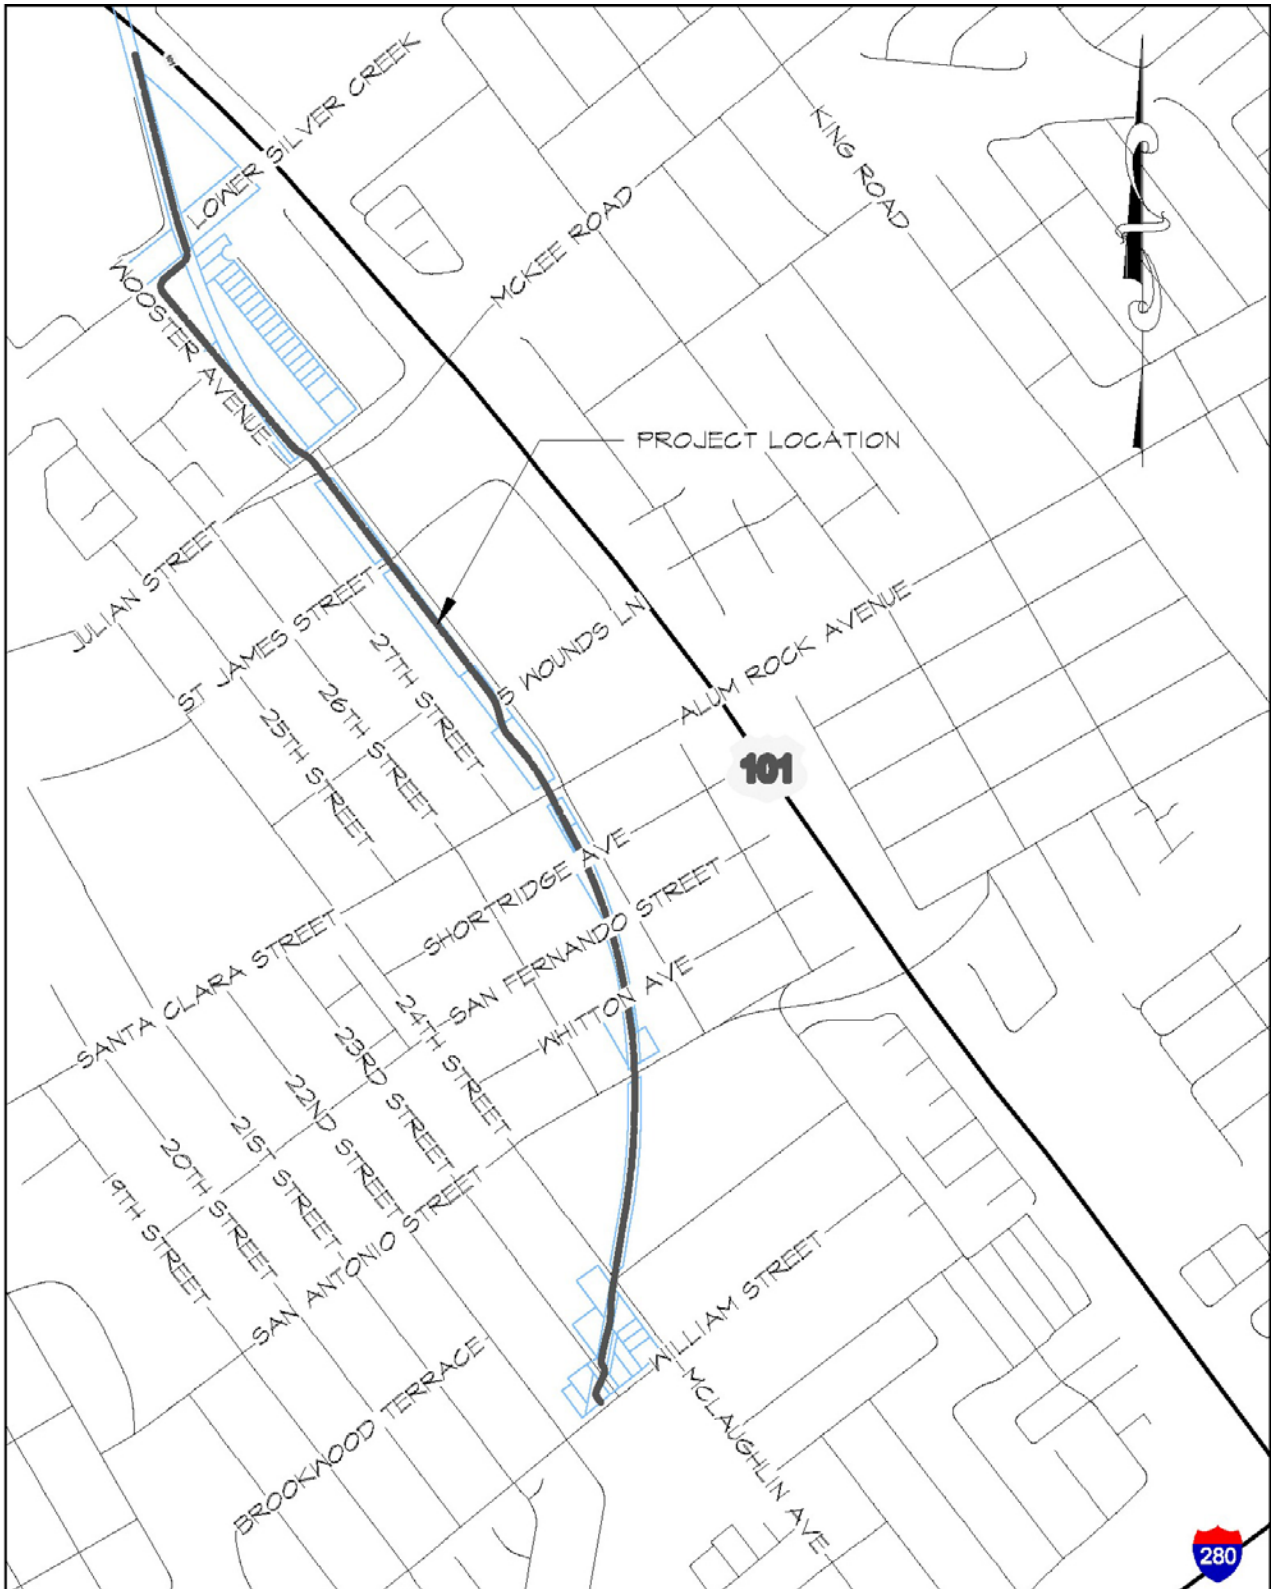 LOWER SILVER CREEK
KING ROAD
MCKEE ROAD
WOOSTER AVENUE
PROJECT LOCATION
JULIAN STREET
ST JAMES STREET
27TH STREET
S WOUNDS LN
ALUM ROCK AVENUE
26TH STREET
25TH STREET
101
SHORTRIDGE AVE
SAN FERNANDO STREET
SANTA CLARA STREET
WHITTON AVE
24TH STREET
23RD STREET
22ND STREET
21ST STREET
20TH STREET
19TH STREET
SAN ANTONIO STREET
WILLIAM STREET
BROOKWOOD TERRACE
MCLAUGHLIN AVE
280